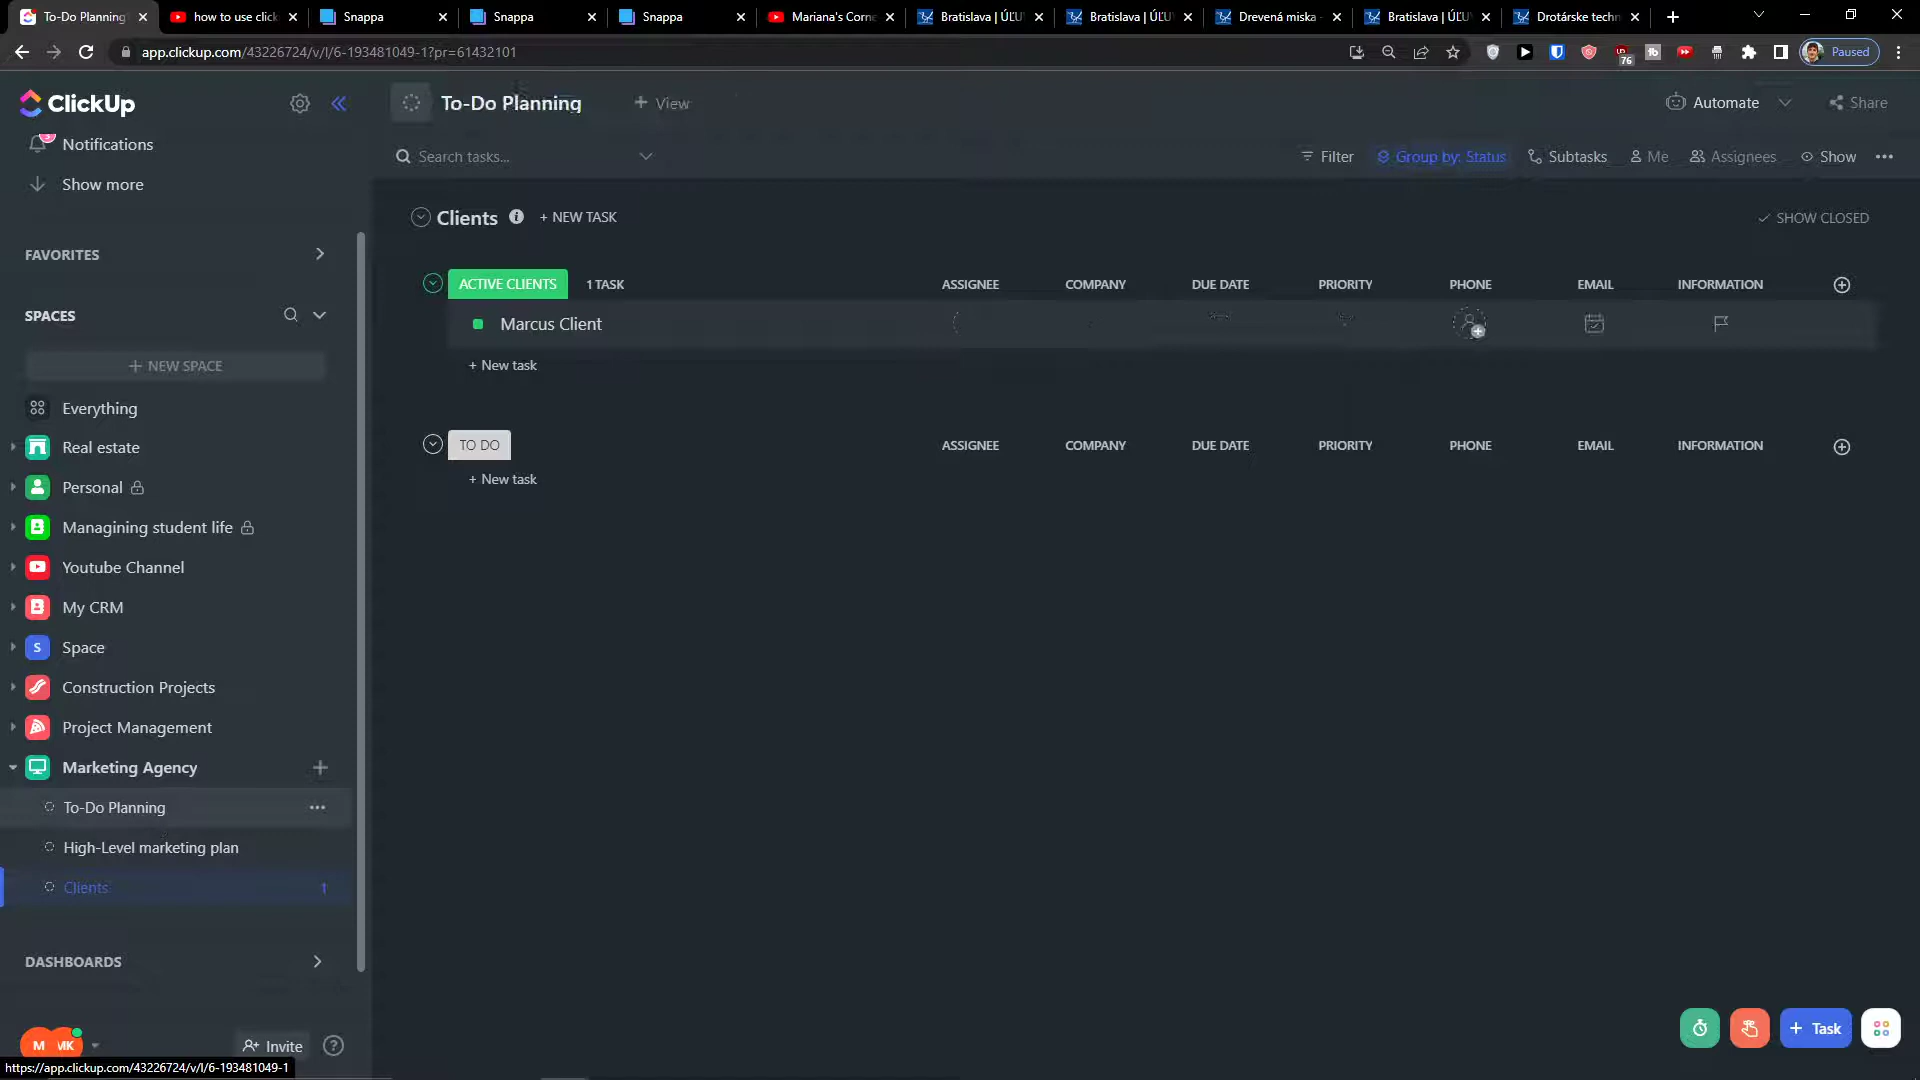 To-Do Planning
how to use click
Snappa
Snappa
Snappa
Mariana's Corne
Bratislava | ÚĽU
Bratislava | ÚĽU
Drevená miska -
Bratislava | ÚĽU
Drotárske techn
app.clickup.com/43226724/v/l/6-193481049-1?pr=61432101
76
Paused
ClickUp
To-Do Planning
+ View
Automate
Share
3
Notifications
Search tasks...
Filter
Group by: Status
Subtasks
Me
Assignees
Show
Show more
Clients
+ NEW TASK
SHOW CLOSED
FAVORITES
ACTIVE CLIENTS
1 TASK
ASSIGNEE
COMPANY
DUE DATE
PRIORITY
PHONE
EMAIL
INFORMATION
SPACES
Marcus Client
+ NEW SPACE
+ New task
Everything
Real estate
TO DO
ASSIGNEE
COMPANY
DUE DATE
PRIORITY
PHONE
EMAIL
INFORMATION
Personal
+ New task
Managining student life
Youtube Channel
My CRM
S
Space
Construction Projects
Project Management
Marketing Agency
To-Do Planning
High-Level marketing plan
Clients
1
DASHBOARDS
M
MK
Invite
?
+ Task
https://app.clickup.com/43226724/v/l/6-193481049-1